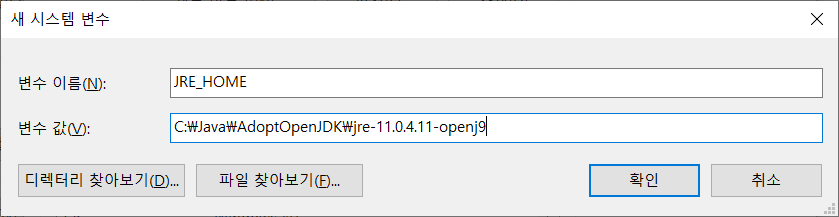 새 시스템 변수
변수 이름(N):
JRE_HOME
변수 값(V):
C:₩Java₩AdoptOpenJDK₩jre-11.0.4.11-openj9
디렉터리 찾아보기(D)...
파일 찾아보기(F)...
확인
취소